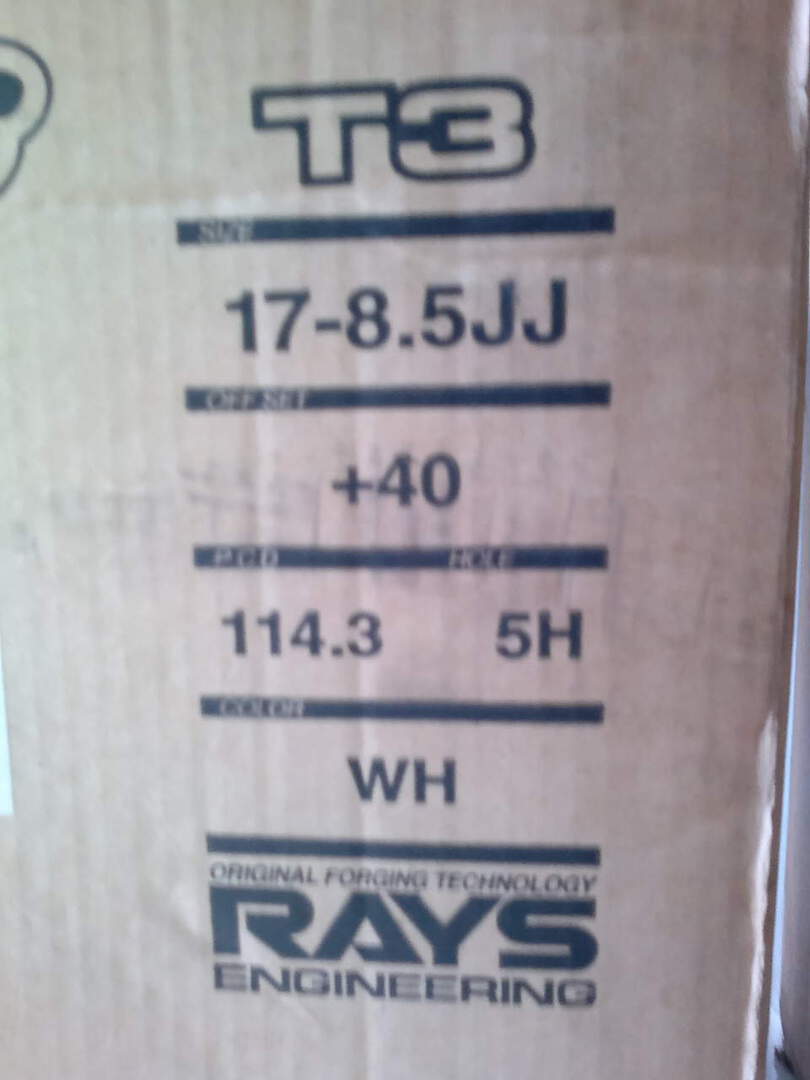 T3
SIZE
17-8.5JJ
OFFSET
+40
P.C.D HOLE
114.3 5H
COLOR
WH
ORIGINAL FORGING TECHNOLOGY
RAYS
ENGINEERING